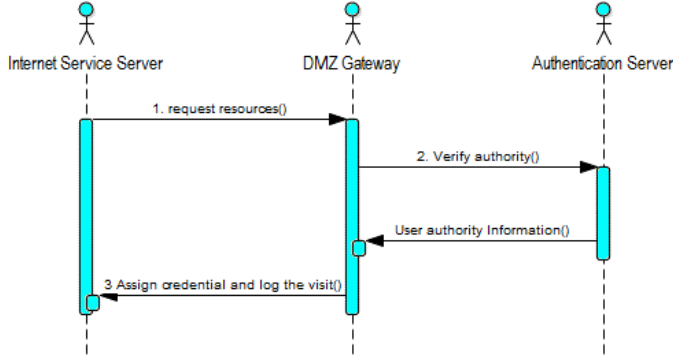 Internet Service Server
DMZ Gateway
Authentication Server
1. request resources()
2. Verify authority()
User authority Information()
3 Assign credential and log the visit()